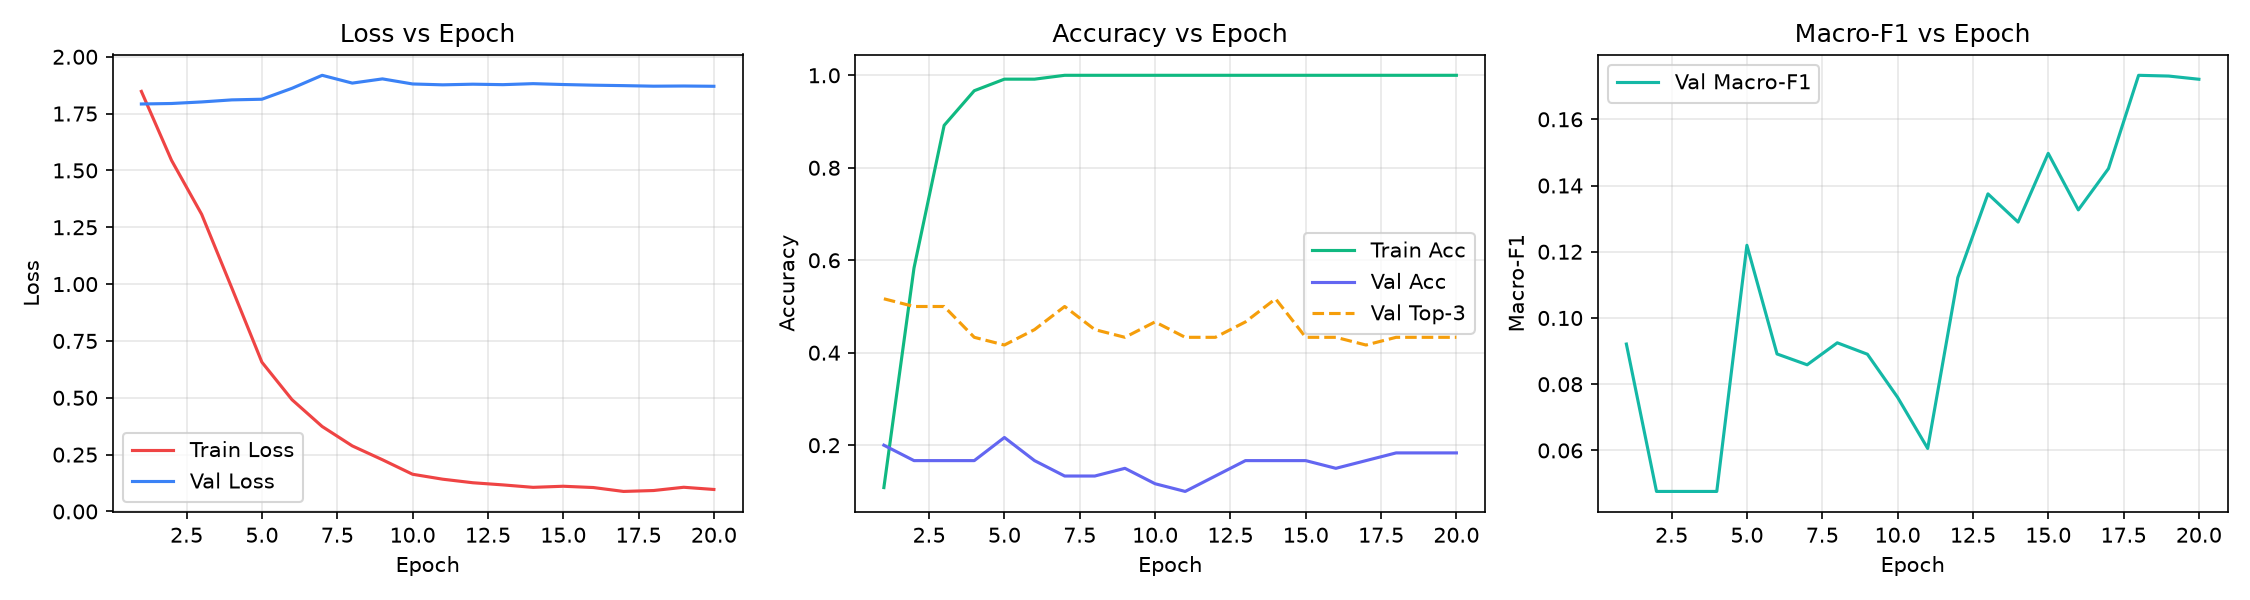 Loss vs Epoch
2.00
1.75
1.50
1.25
1.00
0.75
0.50
0.25
0.00
Loss
Train Loss
Val Loss
2.5 5.0 7.5 10.0 12.5 15.0 17.5 20.0
Epoch
Accuracy vs Epoch
1.0
0.8
0.6
0.4
0.2
Accuracy
Train Acc
Val Acc
Val Top-3
2.5 5.0 7.5 10.0 12.5 15.0 17.5 20.0
Epoch
Macro-F1 vs Epoch
Val Macro-F1
0.16
0.14
0.12
0.10
0.08
0.06
Macro-F1
2.5 5.0 7.5 10.0 12.5 15.0 17.5 20.0
Epoch